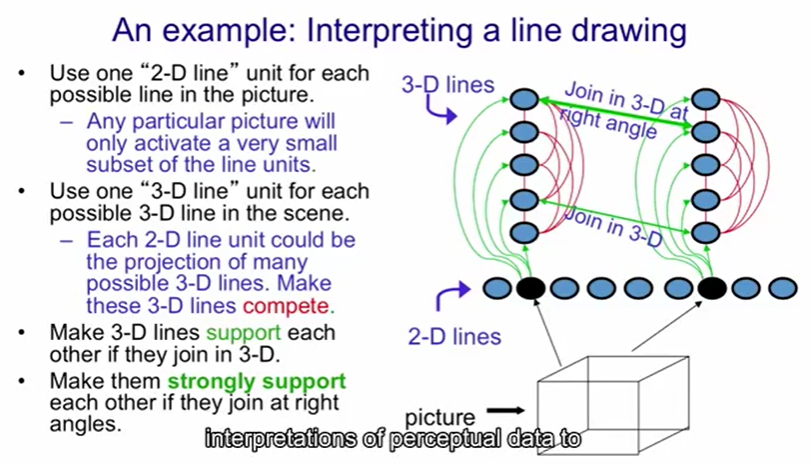 An example: Interpreting a line drawing
• Use one “2-D line” unit for each
possible line in the picture.
– Any particular picture will
only activate a very small
subset of the line units.
• Use one “3-D line” unit for each
possible 3-D line in the scene.
– Each 2-D line unit could be
the projection of many
possible 3-D lines. Make
these 3-D lines compete.
• Make 3-D lines support each
other if they join in 3-D.
• Make them strongly support
each other if they join at right
angles.
3-D lines
Join in 3-D at
right angle
Join in 3-D
2-D lines
picture
interpretations of perceptual data to